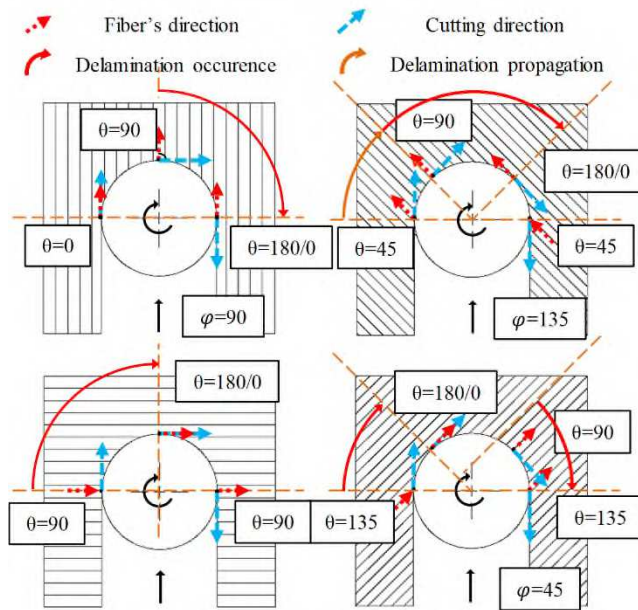 Fiber's direction
Cutting direction
Delamination occurence
Delamination propagation
θ=90
θ=0
θ=180/0
φ=90
θ=90
θ=180/0
θ=45
θ=45
φ=135
θ=180/0
θ=90
θ=90
θ=180/0
θ=90
θ=135
θ=135
φ=45